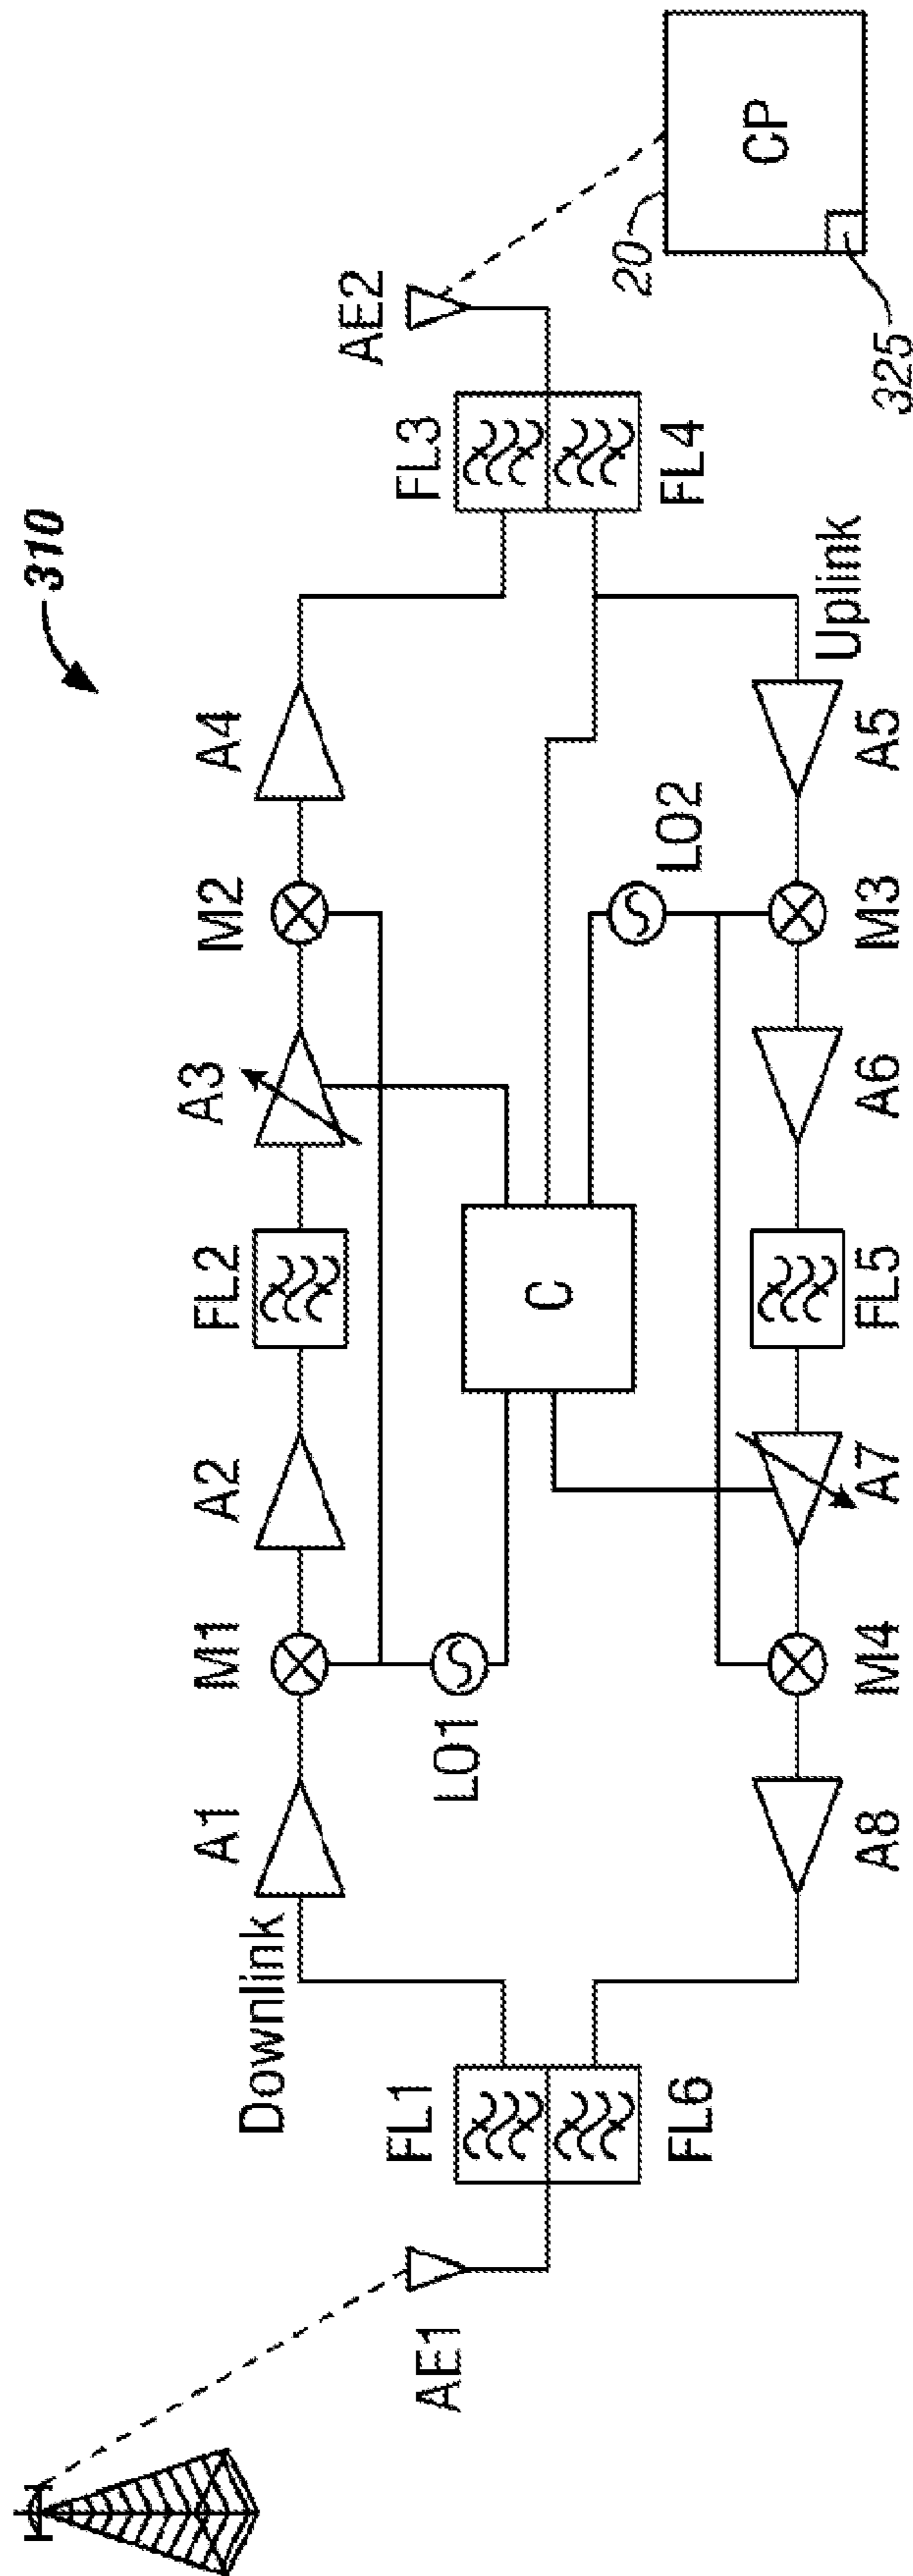 310
Downlink
A1
M1
A2
FL2
A3
M2
A4
FL1
FL6
AE1
LO1
C
LO2
FL3
FL4
AE2
20
CP
325
A8
M4
A7
FL5
A6
M3
A5
Uplink